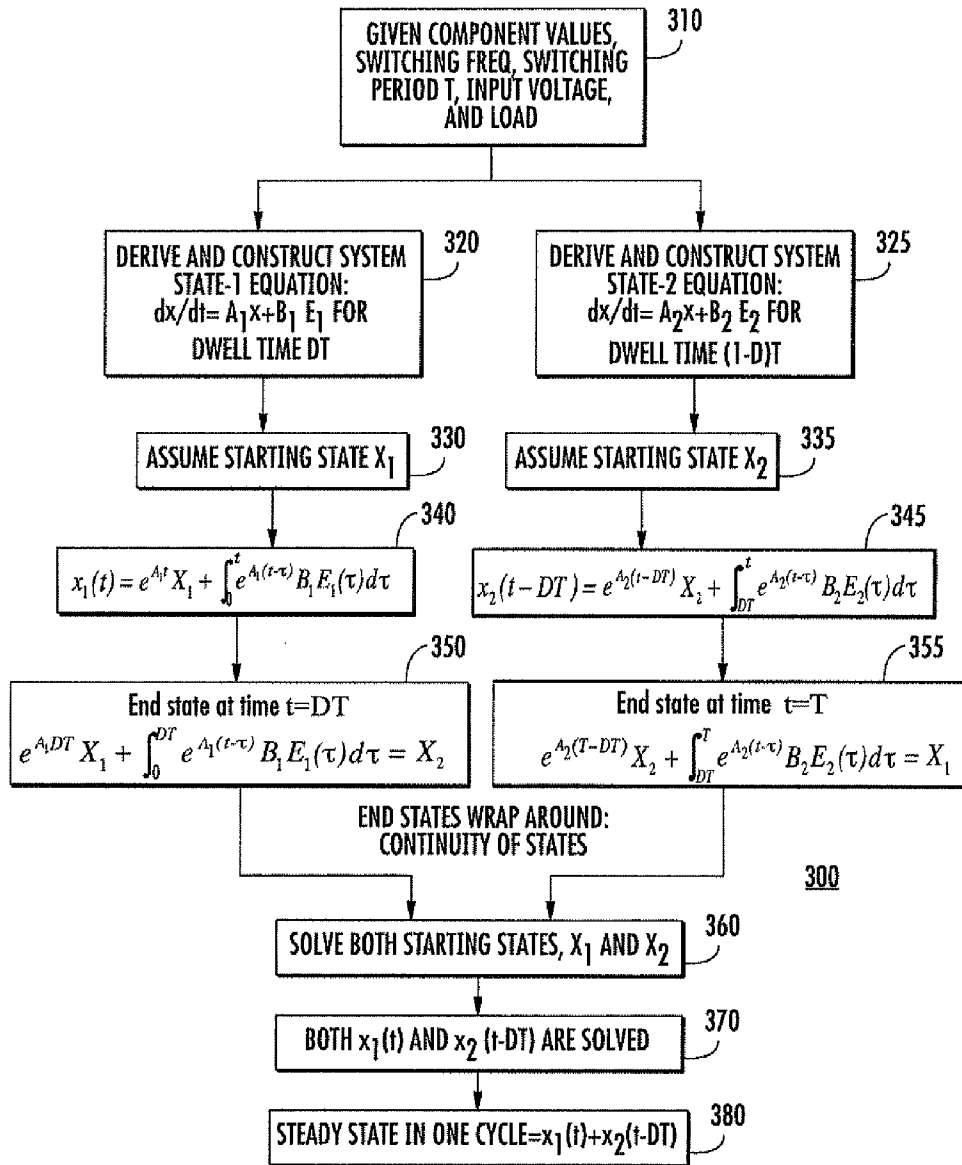 GIVEN COMPONENT VALUES,
SWITCHING FREQ, SWITCHING
PERIOD T, INPUT VOLTAGE,
AND LOAD
310
DERIVE AND CONSTRUCT SYSTEM
STATE-1 EQUATION:
dx/dt= A₁x+B₁ E₁ FOR
DWELL TIME DT
320
DERIVE AND CONSTRUCT SYSTEM
STATE-2 EQUATION:
dx/dt= A₂x+B₂ E₂ FOR
DWELL TIME (1-D)T
325
ASSUME STARTING STATE X₁
330
ASSUME STARTING STATE X₂
335
340
x₁(t) = e^{A₁t} X₁ + ∫₀^t e^{A₁(t-τ)} B₁E₁(τ)dτ
345
x₂(t-DT) = e^{A₂(t-DT)} X₂ + ∫_{DT}^t e^{A₂(t-τ)} B₂E₂(τ)dτ
350
End state at time t=DT
e^{A₁DT} X₁ + ∫₀^{DT} e^{A₁(t-τ)} B₁E₁(τ)dτ = X₂
355
End state at time t=T
e^{A₂(T-DT)} X₂ + ∫_{DT}^T e^{A₂(t-τ)} B₂E₂(τ)dτ = X₁
END STATES WRAP AROUND:
CONTINUITY OF STATES
300
SOLVE BOTH STARTING STATES, X₁ AND X₂
360
BOTH x₁(t) AND x₂ (t-DT) ARE SOLVED
370
STEADY STATE IN ONE CYCLE=x₁(t)+x₂(t-DT)
380